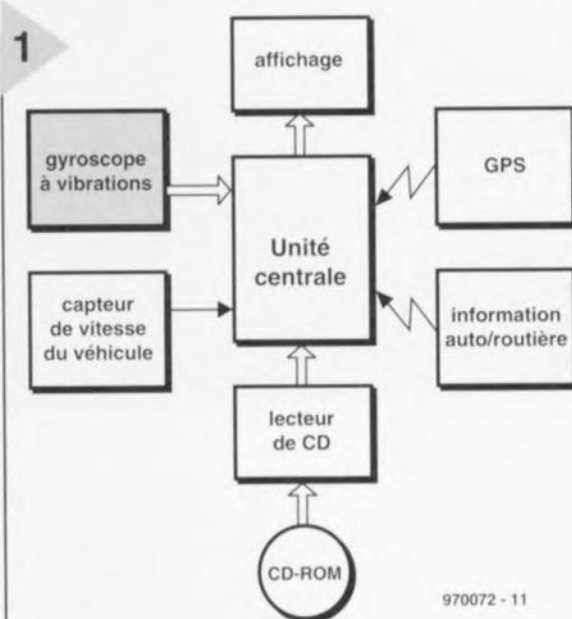 1
affichage
gyroscope
à vibrations
GPS
Unité
centrale
capteur
de vitesse
du véhicule
information
auto/routière
lecteur
de CD
CD-ROM
970072 - 11